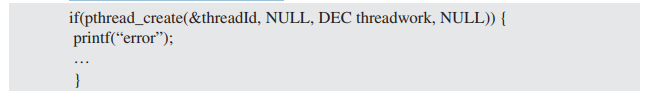 if(pthread_create(&threadId, NULL, DEC threadwork, NULL)) {
printf(“error”);
…
}